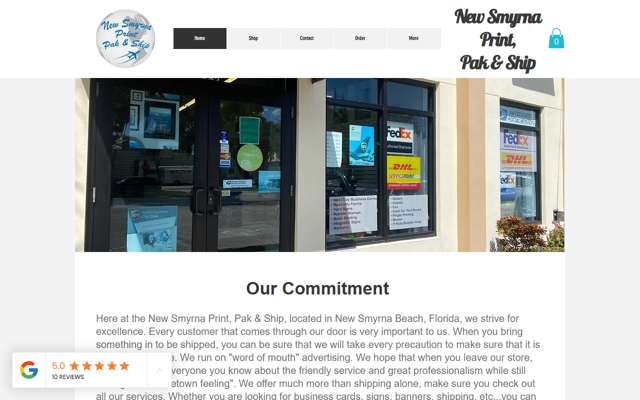 New Smyrna
Print
Pak & Ship
Home
Shop
Contact
Order
More
New Smyrna
Print,
Pak & Ship
0
FedEx
DHL
FedEx
DHL
Our Commitment
Here at the New Smyrna Print, Pak & Ship, located in New Smyrna Beach, Florida, we strive for
excellence. Every customer that comes through our door is very important to us. When you bring
something in to be shipped, you can be sure that we will take every precaution to make sure that it is
e. We run on "word of mouth" advertising. We hope that when you leave our store,
everyone you know about the friendly service and great professionalism while still
etown feeling". We offer much more than shipping alone, make sure you check out
all our services. Whether you are looking for business cards, signs, banners, shipping, etc...you can
5.0
10 REVIEWS